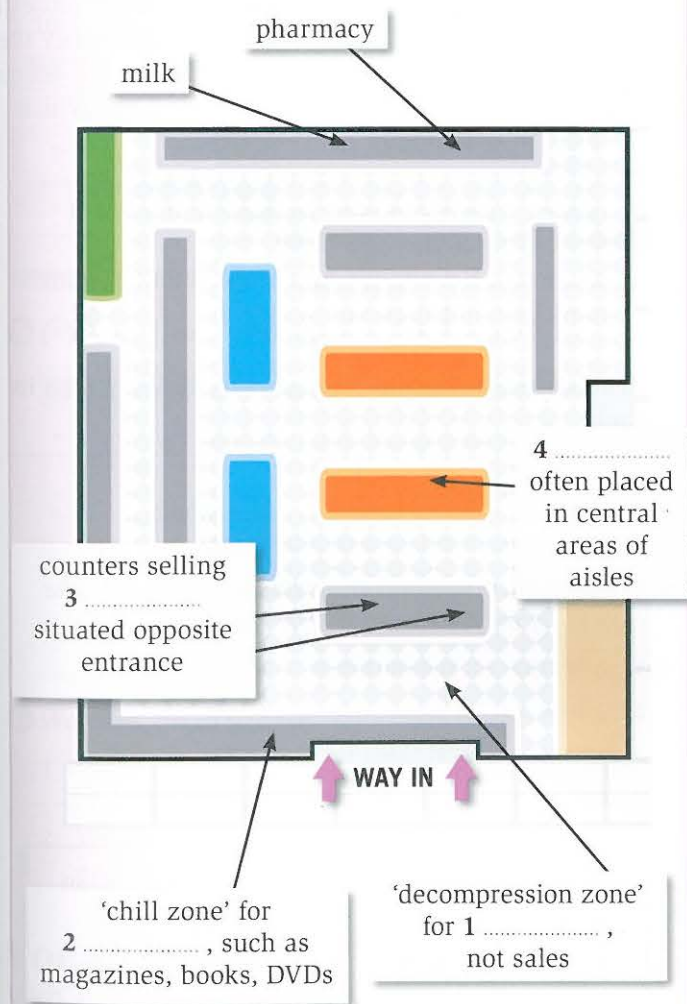 pharmacy
milk
4 ....................
often placed
in central
areas of
aisles
counters selling
3 ....................
situated opposite
entrance
WAY IN
'chill zone' for
2 .................... , such as
magazines, books, DVDs
'decompression zone'
for 1 .................... ,
not sales